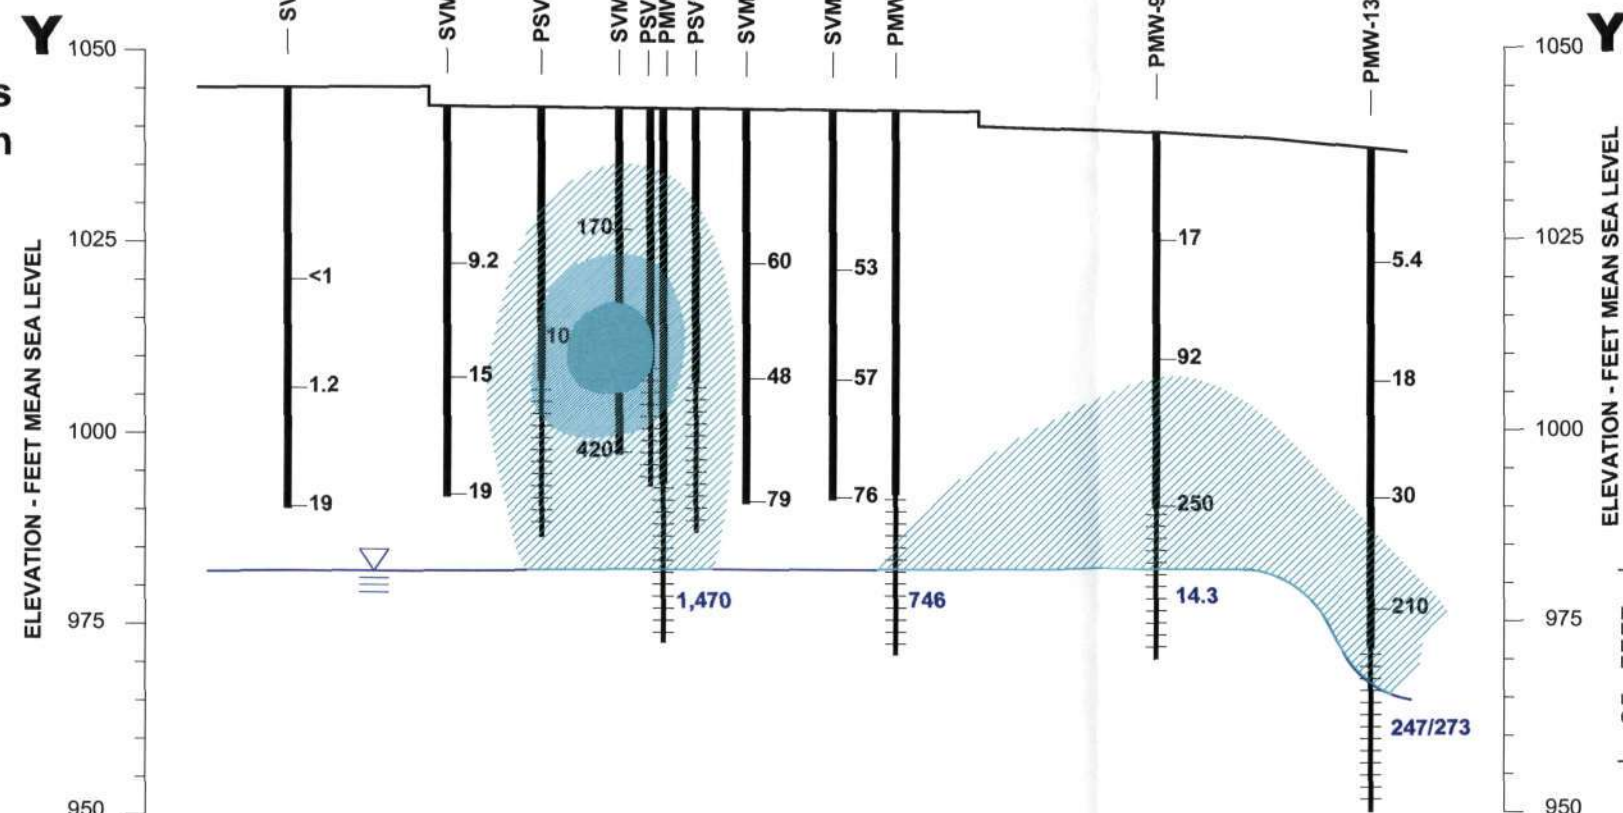 Y
Y
s
n
SV
SVM
PSV
SVM
PSV
PMW
PSV
SVM
SVM
PMW
PMW-9
PMW-13
ELEVATION - FEET MEAN SEA LEVEL
1050
1025
1000
975
950
<1
1.2
19
9.2
15
19
10
170
420
60
48
79
53
57
76
17
92
250
5.4
18
30
210
1,470
746
14.3
247/273
1050
1025
1000
975
950
ELEVATION - FEET MEAN SEA LEVEL